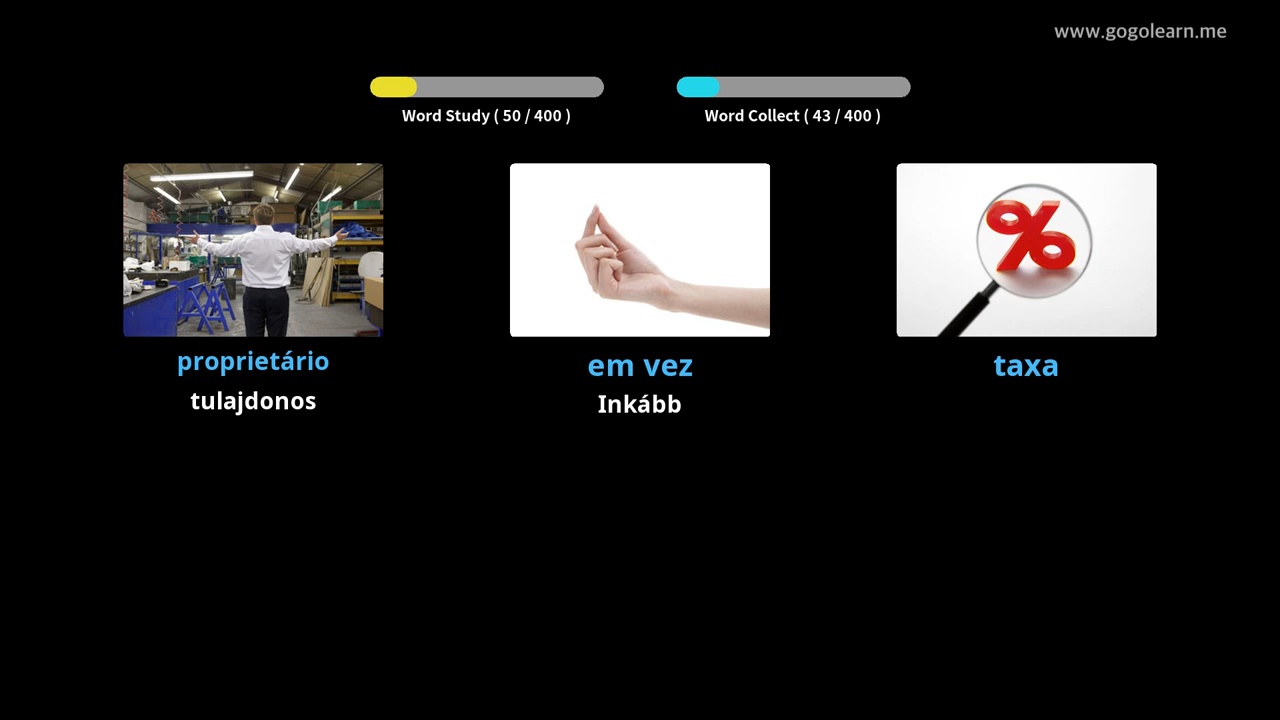 www.gogolearn.me
Word Study ( 50 / 400 )
Word Collect ( 43 / 400 )
proprietário
tulajdonos
em vez
Inkább
taxa
%